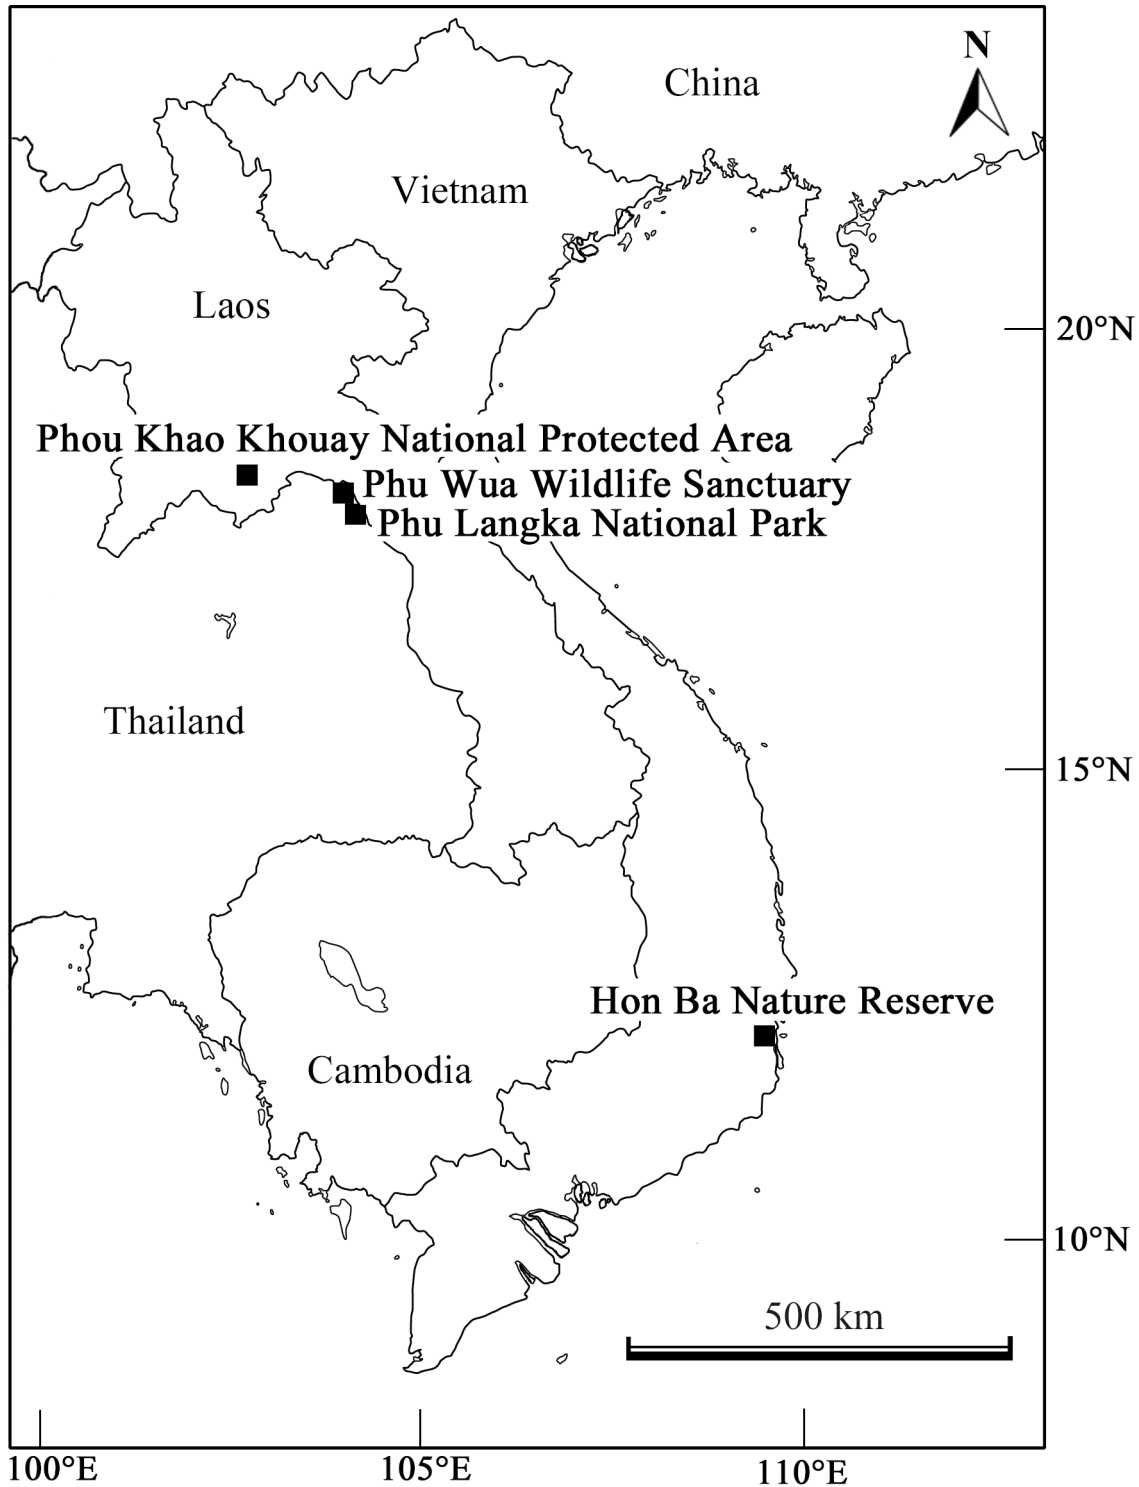 N
China
Vietnam
Laos
20°N
Phou Khao Khouay National Protected Area
Phu Wua Wildlife Sanctuary
Phu Langka National Park
Thailand
15°N
Hon Ba Nature Reserve
Cambodia
10°N
500 km
100°E 105°E 110°E